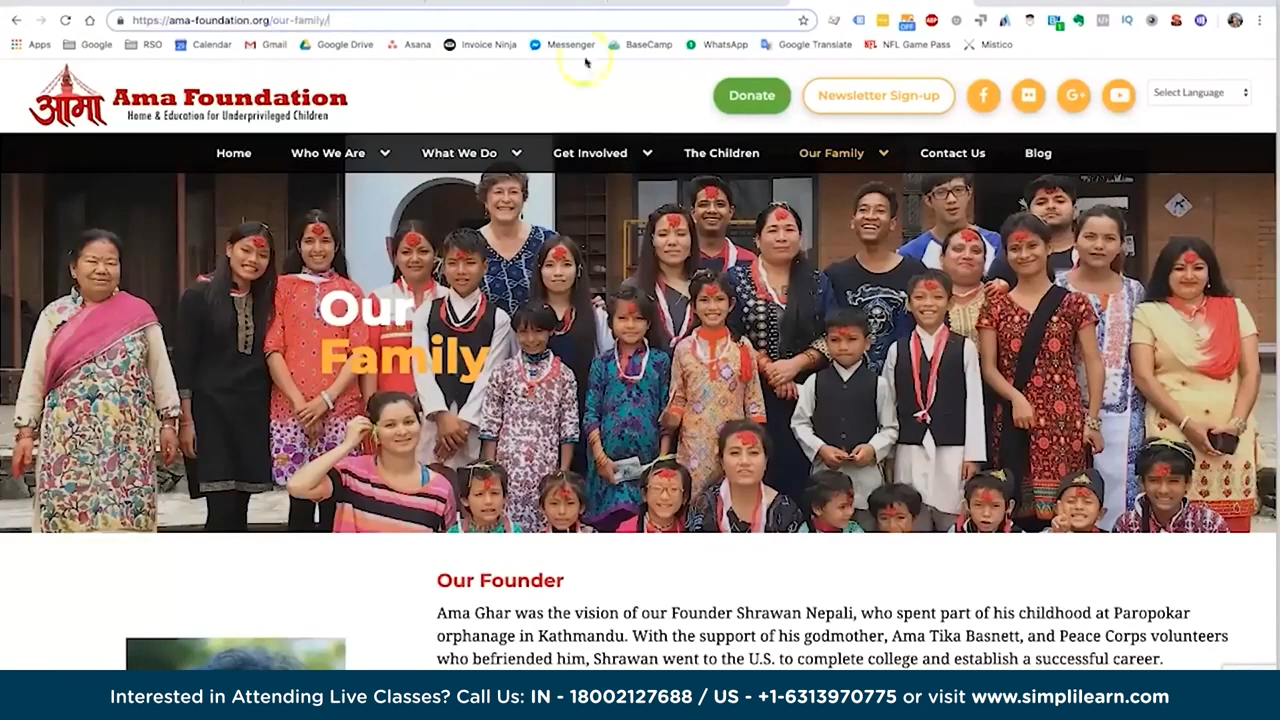 https://ama-foundation.org/our-family/
Apps Google RSO Calendar Gmail Google Drive Asana Invoice Ninja Messenger BaseCamp WhatsApp Google Translate NFL Game Pass Mistico
आमा Ama Foundation
Home & Education for Underprivileged Children
Donate Newsletter Sign-up Select Language
Home Who We Are What We Do Get Involved The Children Our Family Contact Us Blog
Our
Family
Our Founder
Ama Ghar was the vision of our Founder Shrawan Nepali, who spent part of his childhood at Paropokar
orphanage in Kathmandu. With the support of his godmother, Ama Tika Basnett, and Peace Corps volunteers
who befriended him, Shrawan went to the U.S. to complete college and establish a successful career.
Interested in Attending Live Classes? Call Us: IN - 18002127688 / US - +1-6313970775 or visit www.simplilearn.com